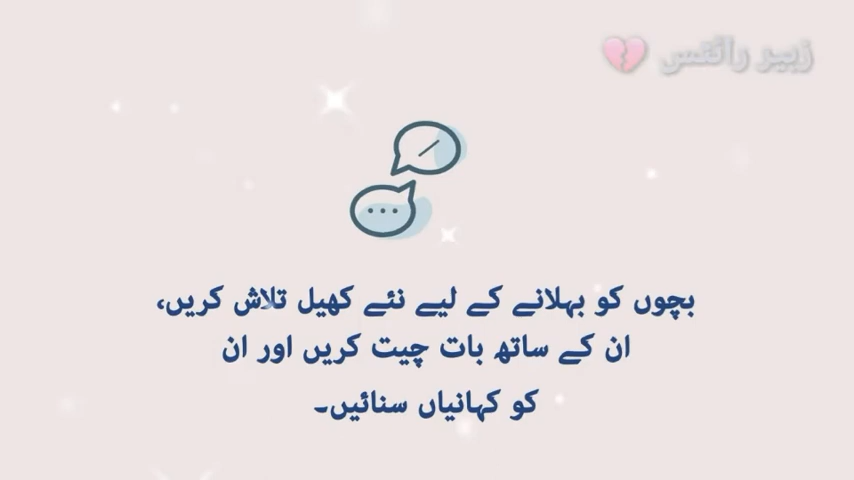 زبیر رائٹس 💔
بچوں کو بہلانے کے لیے نئے کھیل تلاش کریں،
ان کے ساتھ بات چیت کریں اور ان
کو کہانیاں سنائیں۔